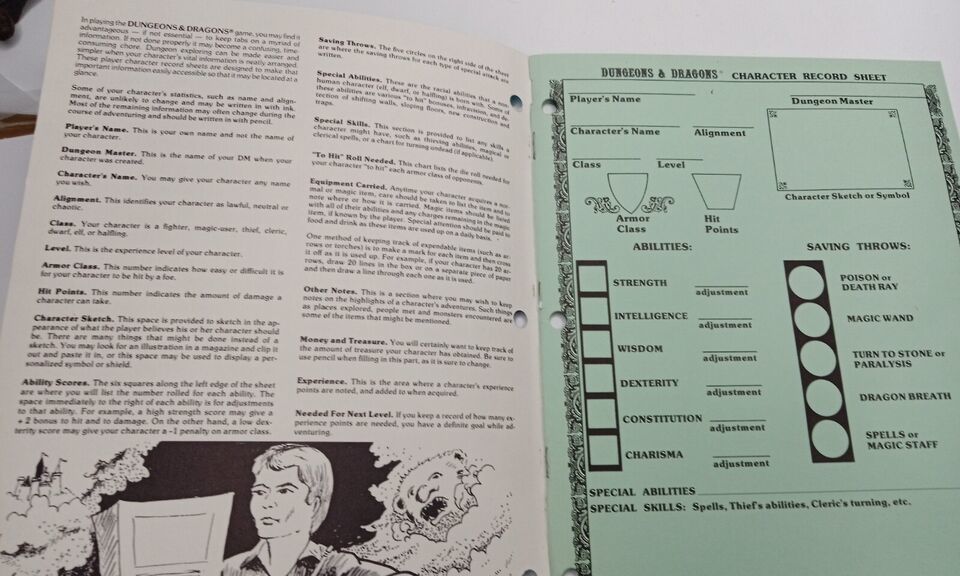 In playing the DUNGEONS & DRAGONS® game, you may find it
advantageous — if not essential — to keep tabs on a myriad of
information. If not done properly it may become a confusing, time-
consuming chore. Dungeon exploring can be made easier and
simpler when your character's vital information is neatly arranged.
These player character record sheets are designed to make that
important information easily accessible so that it may be located at a
glance.
Some of your character's statistics, such as name and align-
ment, are unlikely to change and may be written in with ink.
Most of the remaining information may often change during the
course of adventuring and should be written with pencil.
Player's Name. This is your own name and not the name of
your character.
Dungeon Master. This is the name of your DM when your
character was created.
Character's Name. You may give your character any name
you wish.
Alignment. This identifies your character as lawful, neutral or
chaotic.
Class. Your character is a fighter, magic-user, thief, cleric,
dwarf, elf, or halfling.
Level. This is the experience level of your character.
Armor Class. This number indicates how easy or difficult it is
for your character to be hit by a foe.
Hit Points. This number indicates the amount of damage a
character can take.
Character Sketch. This space is provided to sketch in the ap-
pearance of what the player believes his or her character should
be. There are many things that might be done instead of a
sketch. You may look for an illustration in a magazine and clip it
out and paste it in, or this space may be used to display a per-
sonalized symbol or shield.
Ability Scores. The six squares along the left edge of the sheet
are where you will list the number rolled for each ability. The
space immediately to the right of each ability is for adjustments
to that ability. For example, a high strength score may give a
+2 bonus to hit and to damage. On the other hand, a low dex-
terity score may give your character a -1 penalty on armor class.
Saving Throws. The five circles on the right side of the sheet
are where the saving throws for each type of special attack are
written.
Special Abilities. These are the racial abilities that a non-
human character (elf, dwarf, or halfling) is born with. Some of
these abilities are various "to hit" bonuses, infravision, and de-
tection of shifting walls, sloping floors, new construction and
traps.
Special Skills. This section is provided to list any skills a
character might have, such as thieving abilities, magical or
clerical spells, or a chart for turning undead (if applicable).
"To Hit" Roll Needed. This chart lists the die roll needed for
your character "to hit" each armor class of opponents.
Equipment Carried. Anytime your character acquires a nor-
mal or magic item, care should be taken to list the item and to
note where or how it is carried. Magic items should be listed
with all of their abilities and any charges remaining in the magic
item, if known by the player. Special attention should be paid to
food and drink as these items are used up on a daily basis.
One method of keeping track of expendable items (such as ar-
rows or torches) is to make a mark for each item and then cross
it off as it is used up. For example, if your character has 20 ar-
rows, draw 20 lines in the box or on a separate piece of paper
and then draw a line through each one as it is used.
Other Notes. This is a section where you may wish to keep
notes on the highlights of a character's adventures. Such things
as places explored, people met and monsters encountered are
some of the items that might be mentioned.
Money and Treasure. You will certainly want to keep track of
the amount of treasure your character has obtained. Be sure to
use pencil when filling in this part, as it is sure to change.
Experience. This is the area where a character's experience
points are noted, and added to when acquired.
Needed For Next Level. If you keep a record of how many ex-
perience points are needed, you have a definite goal while ad-
venturing.
DUNGEONS & DRAGONS™ CHARACTER RECORD SHEET
Player's Name
Dungeon Master
Character's Name Alignment
Class Level
Character Sketch or Symbol
Armor
Class
Hit
Points
ABILITIES:
STRENGTH
adjustment
INTELLIGENCE
adjustment
WISDOM
adjustment
DEXTERITY
adjustment
CONSTITUTION
adjustment
CHARISMA
adjustment
SAVING THROWS:
POISON or
DEATH RAY
MAGIC WAND
TURN TO STONE or
PARALYSIS
DRAGON BREATH
SPELLS or
MAGIC STAFF
SPECIAL ABILITIES
SPECIAL SKILLS: Spells, Thief's abilities, Cleric's turning, etc.